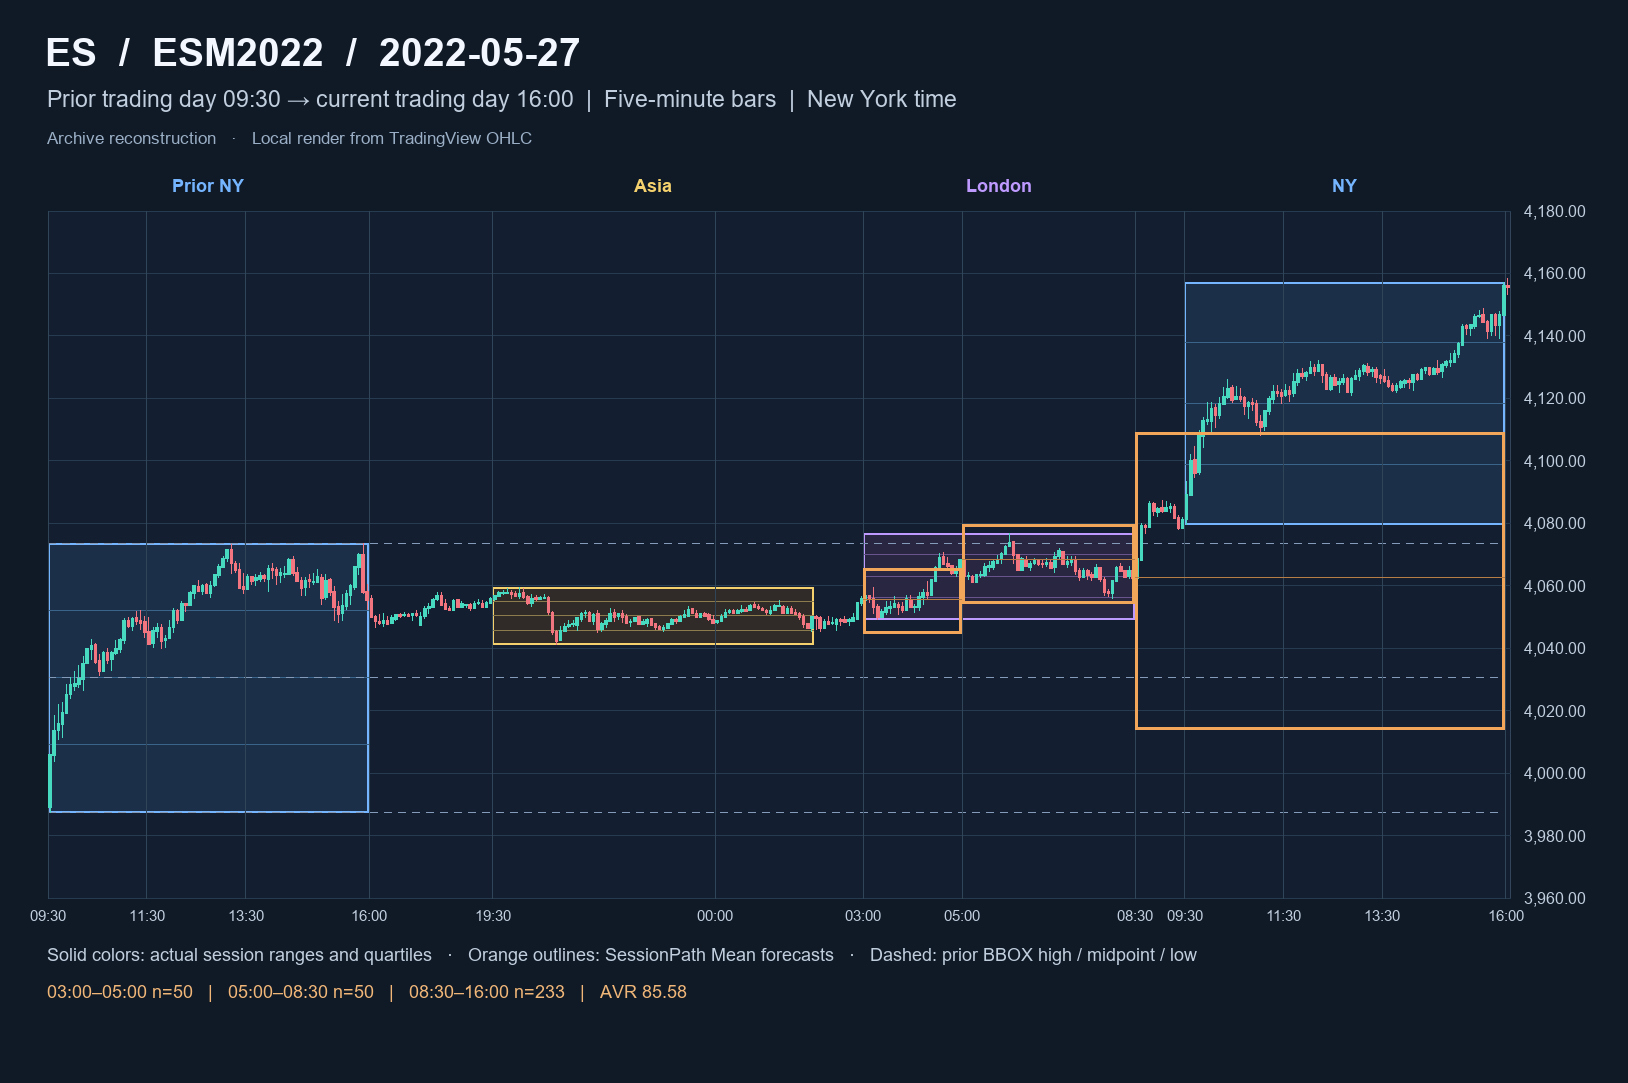 ES / ESM2022 / 2022-05-27
Prior trading day 09:30 → current trading day 16:00 | Five-minute bars | New York time
Archive reconstruction · Local render from TradingView OHLC
Prior NY Asia London NY
4,180.00
4,160.00
4,140.00
4,120.00
4,100.00
4,080.00
4,060.00
4,040.00
4,020.00
4,000.00
3,980.00
3,960.00
09:30 11:30 13:30 16:00 19:30 00:00 03:00 05:00 08:30 09:30 11:30 13:30 16:00
Solid colors: actual session ranges and quartiles · Orange outlines: SessionPath Mean forecasts · Dashed: prior BBOX high / midpoint / low
03:00–05:00 n=50 | 05:00–08:30 n=50 | 08:30–16:00 n=233 | AVR 85.58